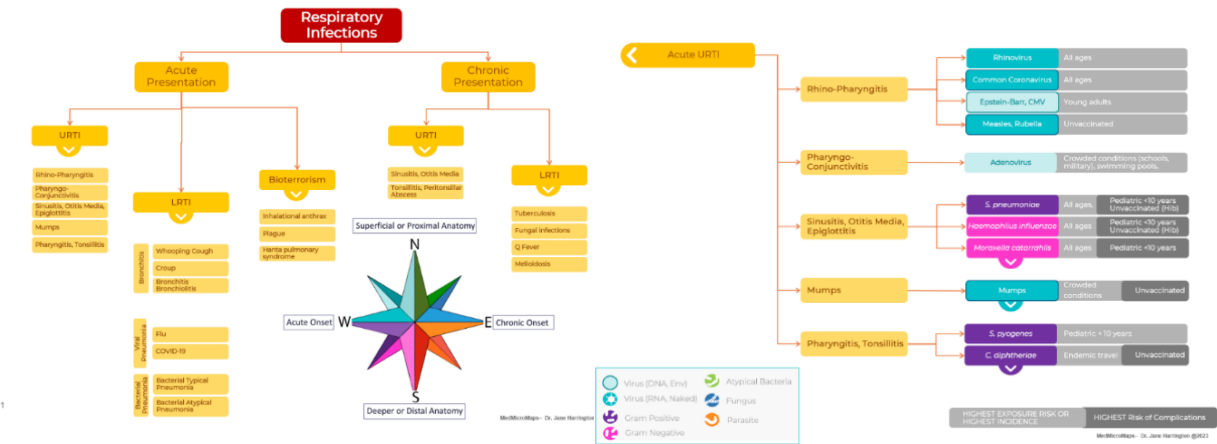 Respiratory
Infections
Acute
Presentation
Chronic
Presentation
URTI
Rhino-Pharyngitis
Pharyngo-
Conjunctivitis
Sinusitis, Otitis Media,
Epiglottitis
Mumps
Pharyngitis, Tonsillitis
LRTI
Bronchitis
Whooping Cough
Croup
Bronchitis
Bronchiolitis
Viral
Pneumonia
Flu
COVID-19
Bacterial
Pneumonia
Bacterial Typical
Pneumonia
Bacterial Atypical
Pneumonia
Bioterrorism
Inhalational anthrax
Plague
Hanta pulmonary
syndrome
URTI
Sinusitis, Otitis Media
Tonsillitis, Peritonsillar
Abscess
LRTI
Tuberculosis
Fungal Infections
Q Fever
Melioidosis
Superficial or Proximal Anatomy
N
Acute Onset
W
E
Chronic Onset
S
Deeper or Distal Anatomy
MedMicroMaps - Dr. Jane Harrington
1
Acute URTI
Rhino-Pharyngitis
Rhinovirus
All ages
Common Coronavirus
All ages
Epstein-Barr, CMV
Young adults
Measles, Rubella
Unvaccinated
Pharyngo-
Conjunctivitis
Adenovirus
Crowded conditions (schools,
military), swimming pools.
Sinusitis, Otitis Media,
Epiglottitis
S. pneumoniae
All ages
Pediatric <10 years
Unvaccinated (Hib)
Haemophilus influenzae
All ages
Pediatric <10 years
Unvaccinated (Hib)
Moraxella catarrahlis
All ages
Pediatric <10 years
Mumps
Mumps
Crowded
conditions
Unvaccinated
Pharyngitis, Tonsillitis
S. pyogenes
Pediatric <10 years
C. diphtheriae
Endemic travel
Unvaccinated
Virus (DNA, Env)
Virus (RNA, Naked)
Gram Positive
Gram Negative
Atypical Bacteria
Fungus
Parasite
HIGHEST EXPOSURE RISK OR
HIGHEST INCIDENCE
HIGHEST Risk of Complications
MedMicroMaps - Dr. Jane Harrington @2023